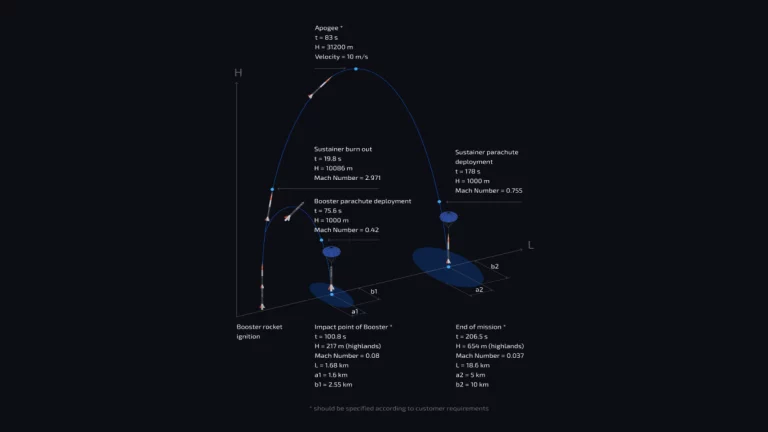 Apogee *
t = 83 s
H = 31200 m
Velocity = 10 m/s
H
Sustainer burn out
t = 19.8 s
H = 10086 m
Mach Number = 2.971
Sustainer parachute
deployment
t = 178 s
H = 1000 m
Mach Number = 0.755
Booster parachute deployment
t = 75.6 s
H = 1000 m
Mach Number = 0.42
L
b2
a2
b1
a1
Booster rocket
ignition
Impact point of Booster *
t = 100.8 s
H = 217 m (highlands)
Mach Number = 0.08
L = 1.68 km
a1 = 1.6 km
b1 = 2.55 km
End of mission *
t = 206.5 s
H = 654 m (highlands)
Mach Number = 0.037
L = 18.6 km
a2 = 5 km
b2 = 10 km
* should be specified according to customer requirements